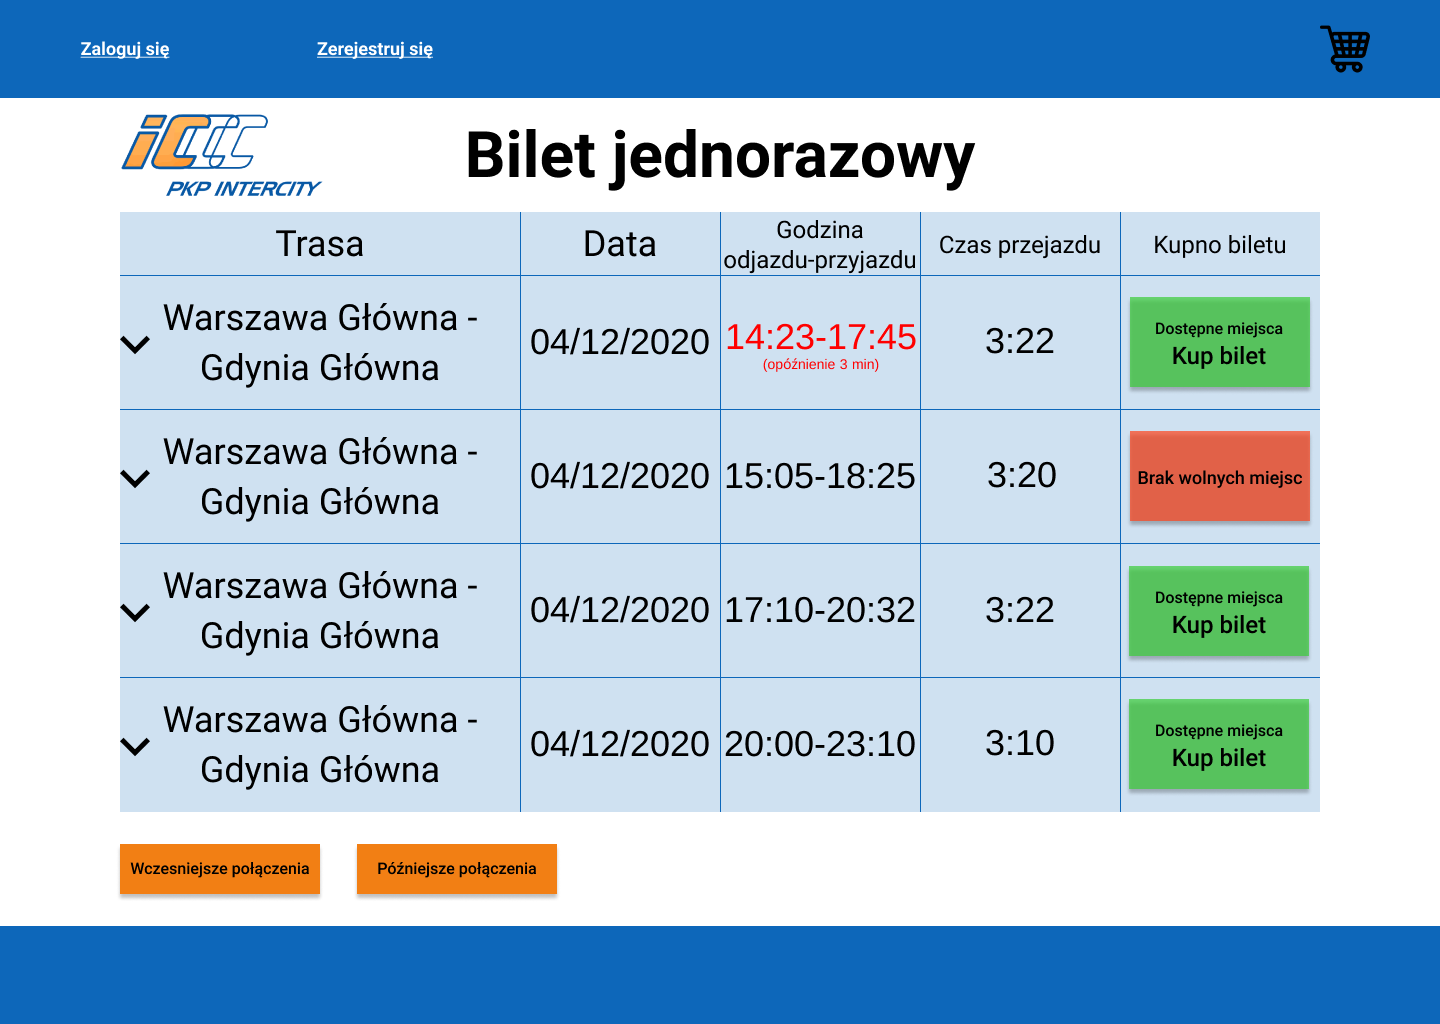 Zaloguj się
Zerejestruj się
PKP INTERCITY
Bilet jednorazowy
Trasa
Data
Godzina
odjazdu-przyjazdu
Czas przejazdu
Kupno biletu
Warszawa Główna -
Gdynia Główna
04/12/2020
14:23-17:45
(opóźnienie 3 min)
3:22
Dostępne miejsca
Kup bilet
Warszawa Główna -
Gdynia Główna
04/12/2020
15:05-18:25
3:20
Brak wolnych miejsc
Warszawa Główna -
Gdynia Główna
04/12/2020
17:10-20:32
3:22
Dostępne miejsca
Kup bilet
Warszawa Główna -
Gdynia Główna
04/12/2020
20:00-23:10
3:10
Dostępne miejsca
Kup bilet
Wczesniejsze połączenia
Późniejsze połączenia